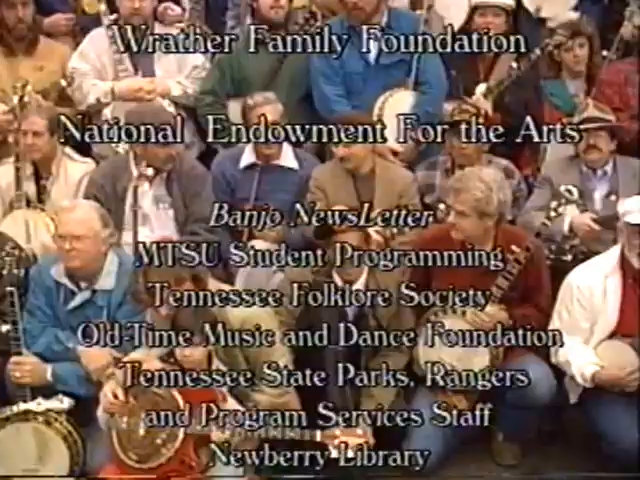 Wrather Family Foundation
National Endowment For the Arts
Banjo NewsLetter
MTSU Student Programming
Tennessee Folklore Society
Old-Time Music and Dance Foundation
Tennessee State Parks, Rangers
and Program Services Staff
Newberry Library